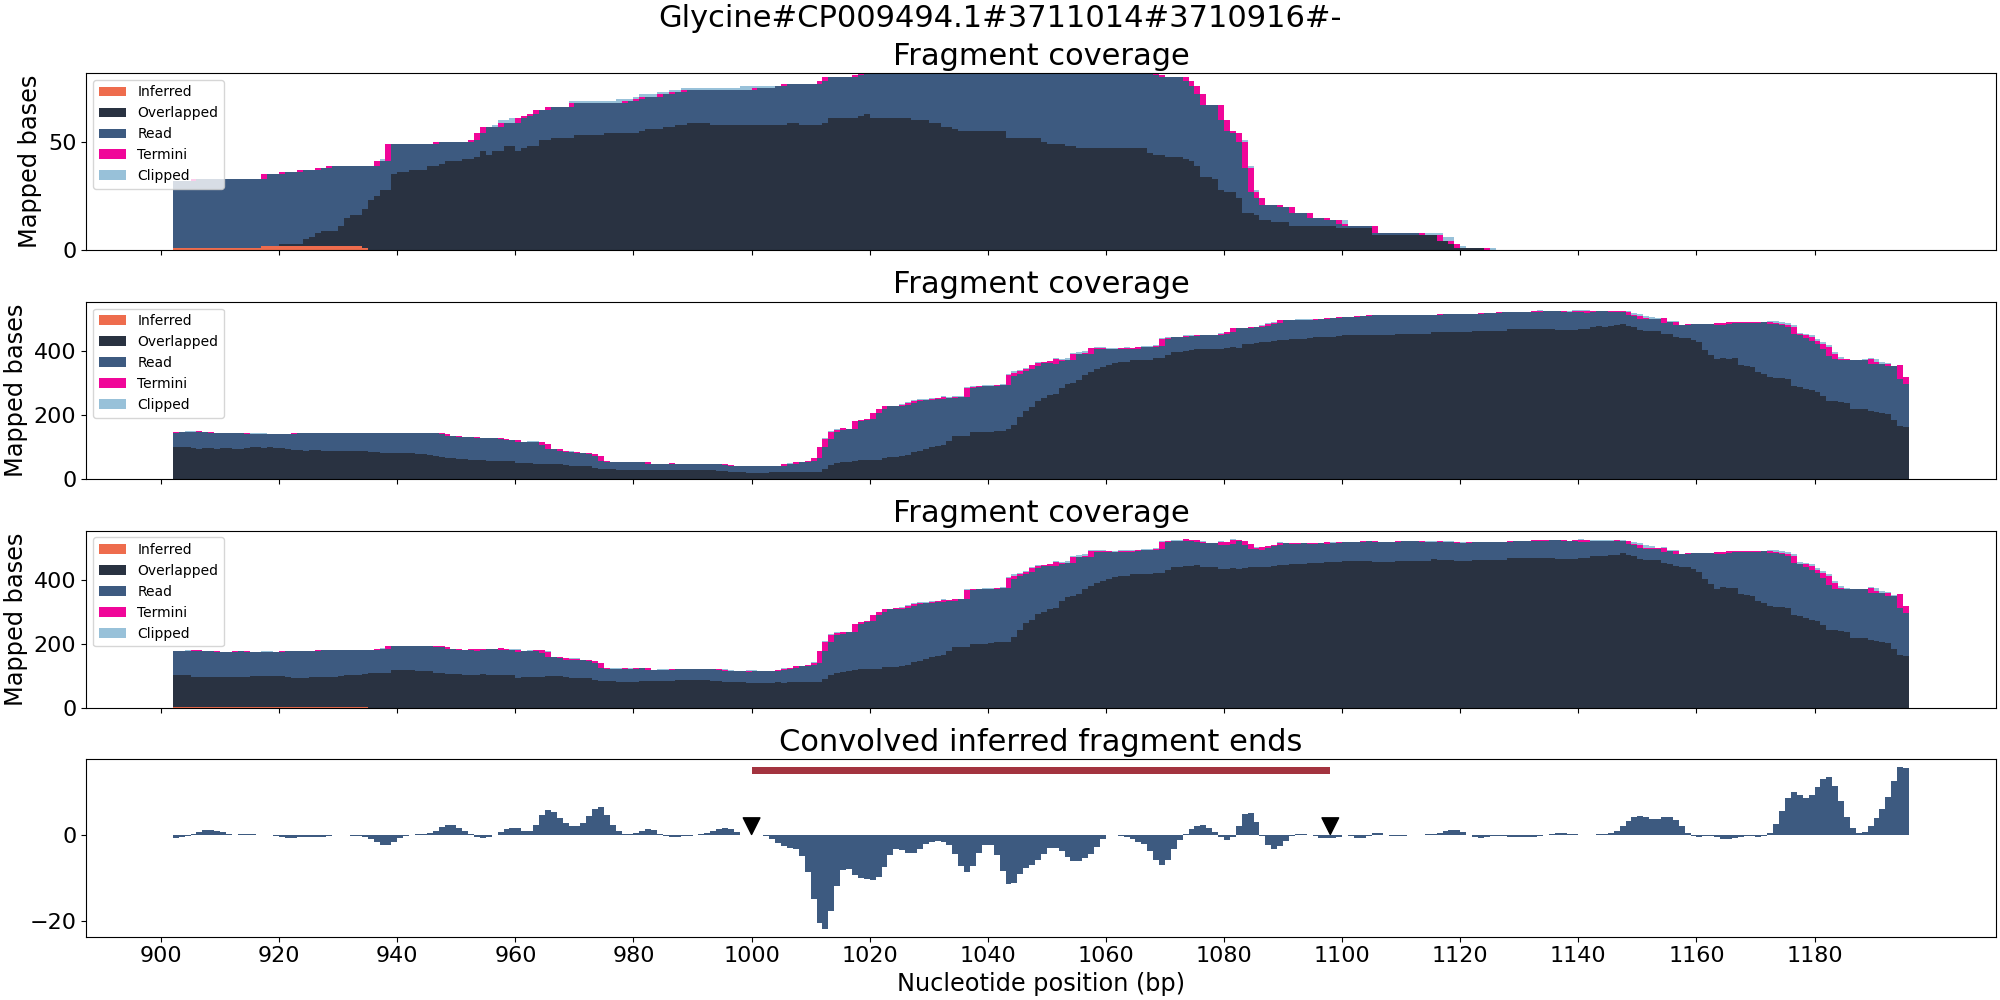 Glycine#CP009494.1#3711014#3710916#-
Fragment coverage
Mapped bases
50
0
Inferred
Overlapped
Read
Termini
Clipped
Fragment coverage
Mapped bases
400
200
0
Inferred
Overlapped
Read
Termini
Clipped
Fragment coverage
Mapped bases
400
200
0
Inferred
Overlapped
Read
Termini
Clipped
Convolved inferred fragment ends
0
−20
900 920 940 960 980 1000 1020 1040 1060 1080 1100 1120 1140 1160 1180
Nucleotide position (bp)